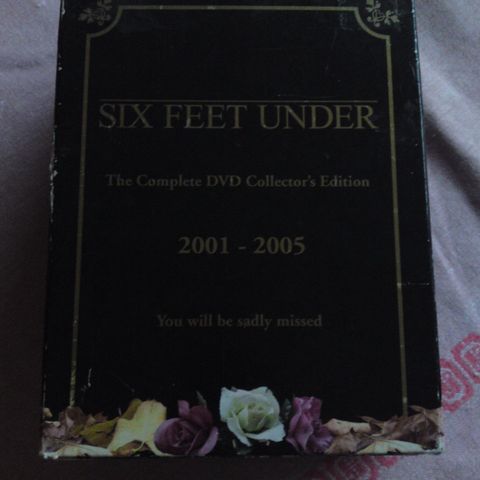 SIX FEET UNDER
The Complete DVD Collector's Edition
2001 - 2005
You will be sadly missed